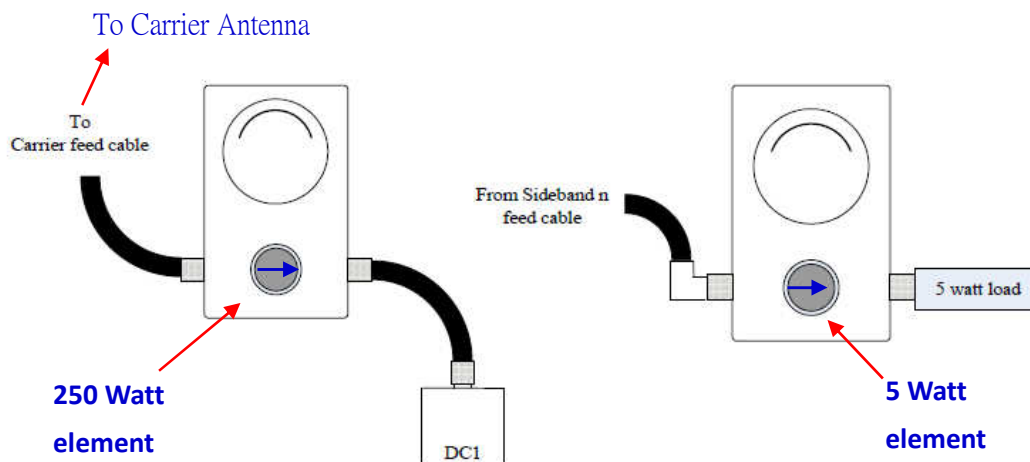 To Carrier Antenna
To
Carrier feed cable
From Sideband n
feed cable
5 watt load
250 Watt
element
5 Watt
element
DC1